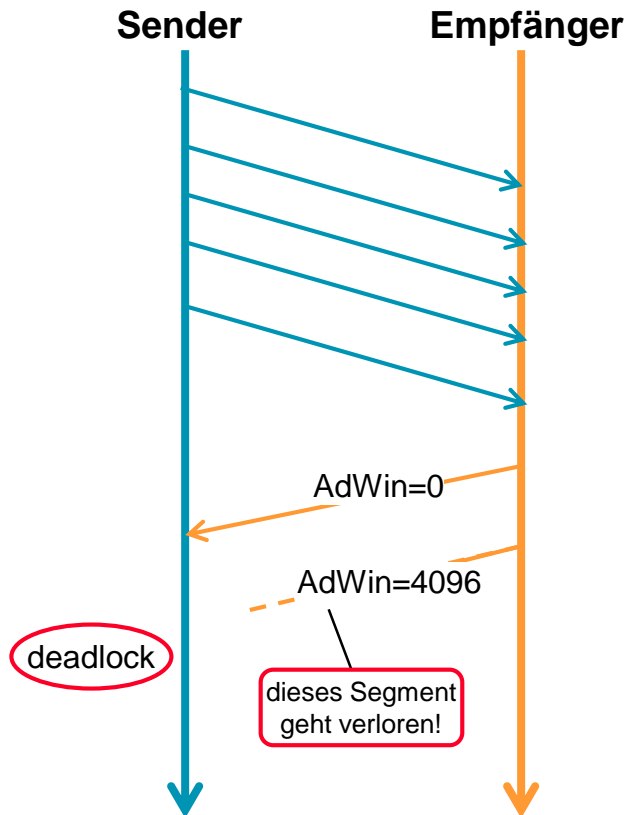 Sender
Empfänger
AdWin=0
AdWin=4096
deadlock
dieses Segment
geht verloren!